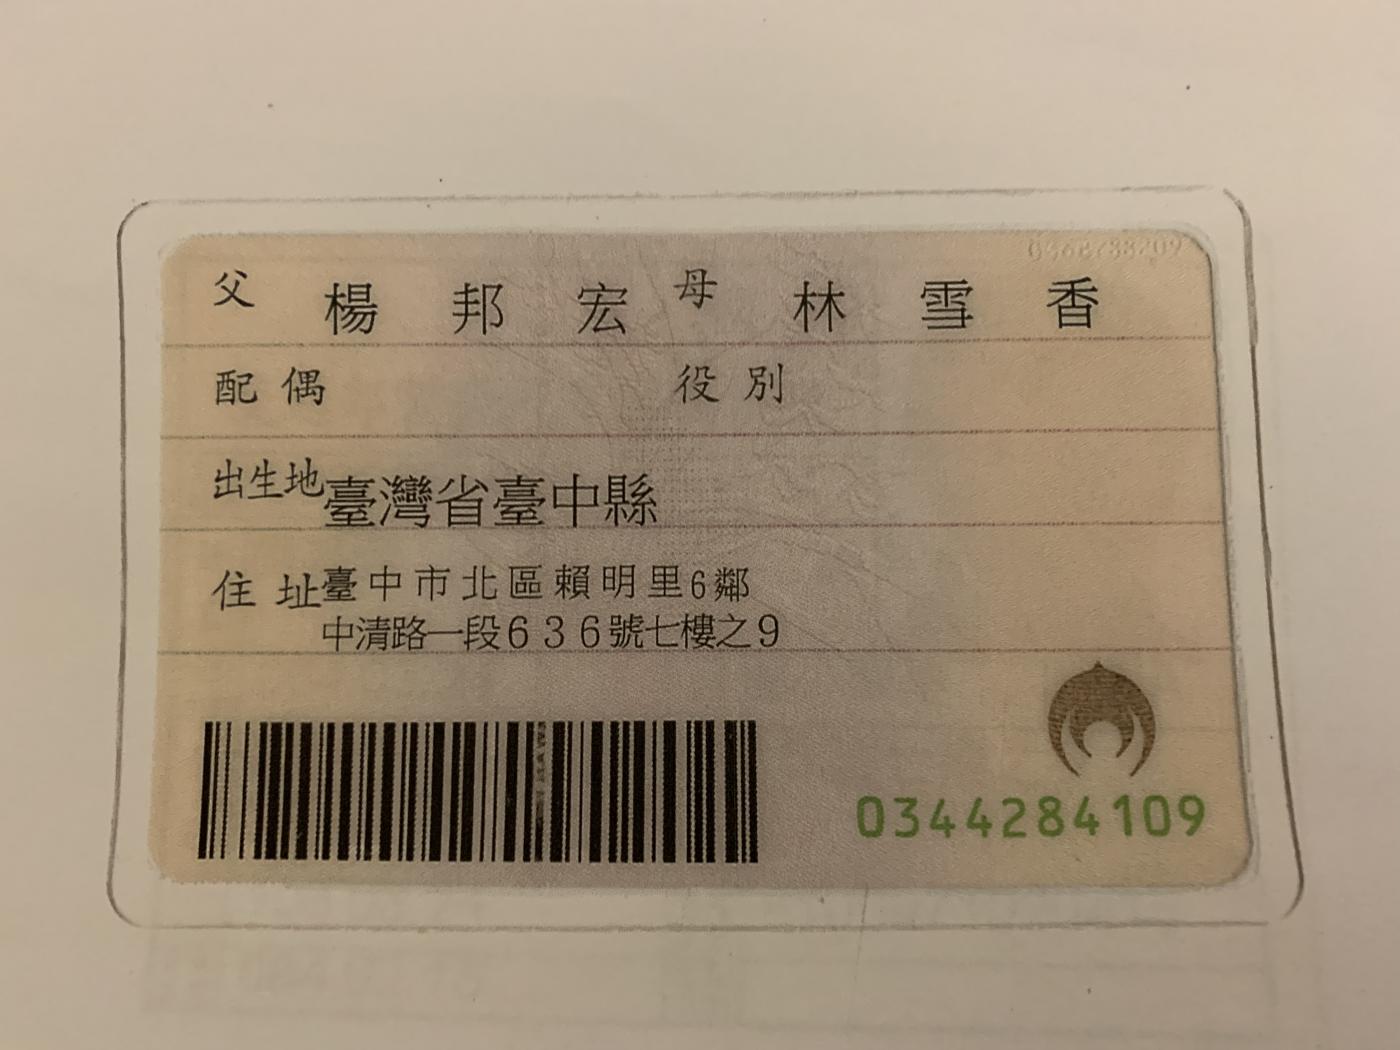 父 楊邦宏 母 林雪香
配偶 役別
出生地 臺灣省臺中縣
住址 臺中市北區賴明里6鄰
中清路一段636號七樓之9
0344284109